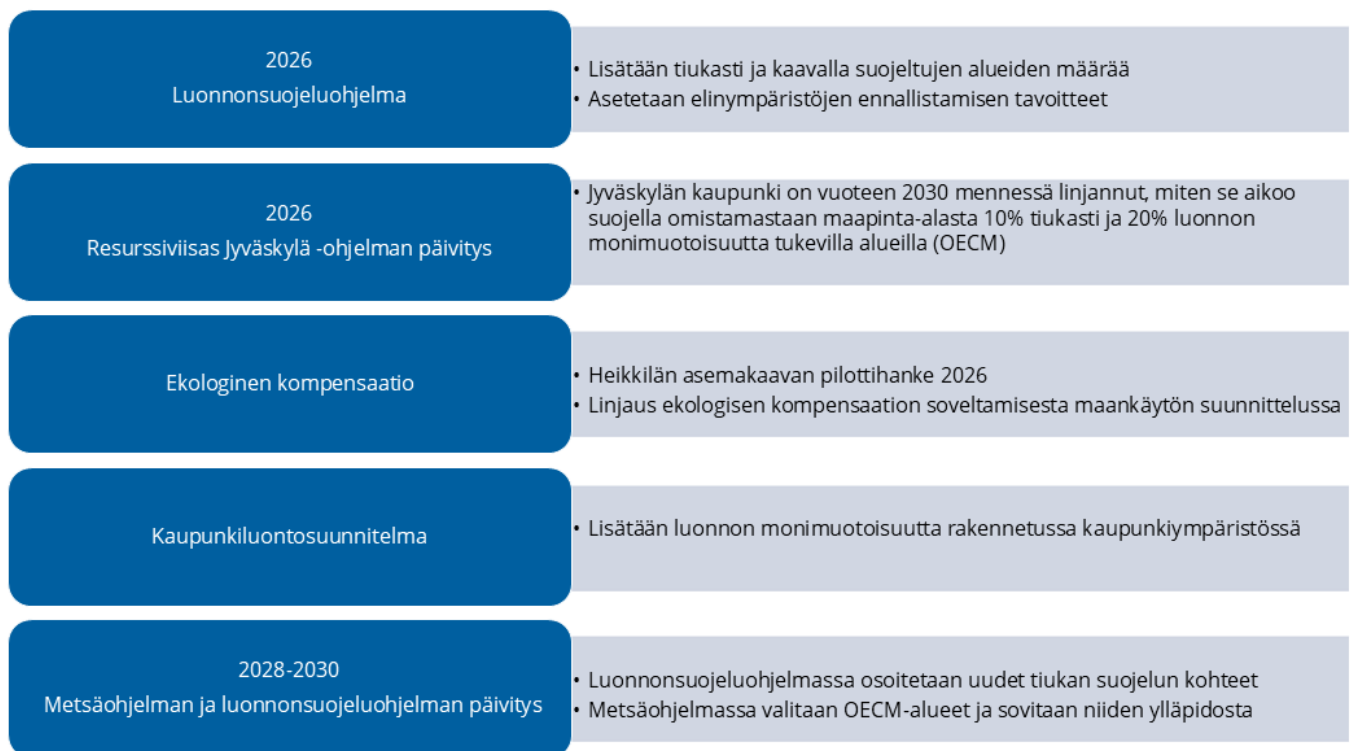 2026
Luonnonsuojeluohjelma
• Lisätään tiukasti ja kaavalla suojeltujen alueiden määrää
• Asetetaan elinympäristöjen ennallistamisen tavoitteet
2026
Resurssiviisas Jyväskylä -ohjelman päivitys
• Jyväskylän kaupunki on vuoteen 2030 mennessä linjannut, miten se aikoo
suojella omistamastaan maapinta-alasta 10% tiukasti ja 20% luonnon
monimuotoisuutta tukevilla alueilla (OECM)
Ekologinen kompensaatio
• Heikkilän asemakaavan pilottihanke 2026
• Linjaus ekologisen kompensaation soveltamisesta maankäytön suunnittelussa
Kaupunkiluontosuunnitelma
• Lisätään luonnon monimuotoisuutta rakennetussa kaupunkiympäristössä
2028-2030
Metsäohjelman ja luonnonsuojeluohjelman päivitys
• Luonnonsuojeluohjelmassa osoitetaan uudet tiukan suojelun kohteet
• Metsäohjelmassa valitaan OECM-alueet ja sovitaan niiden ylläpidosta